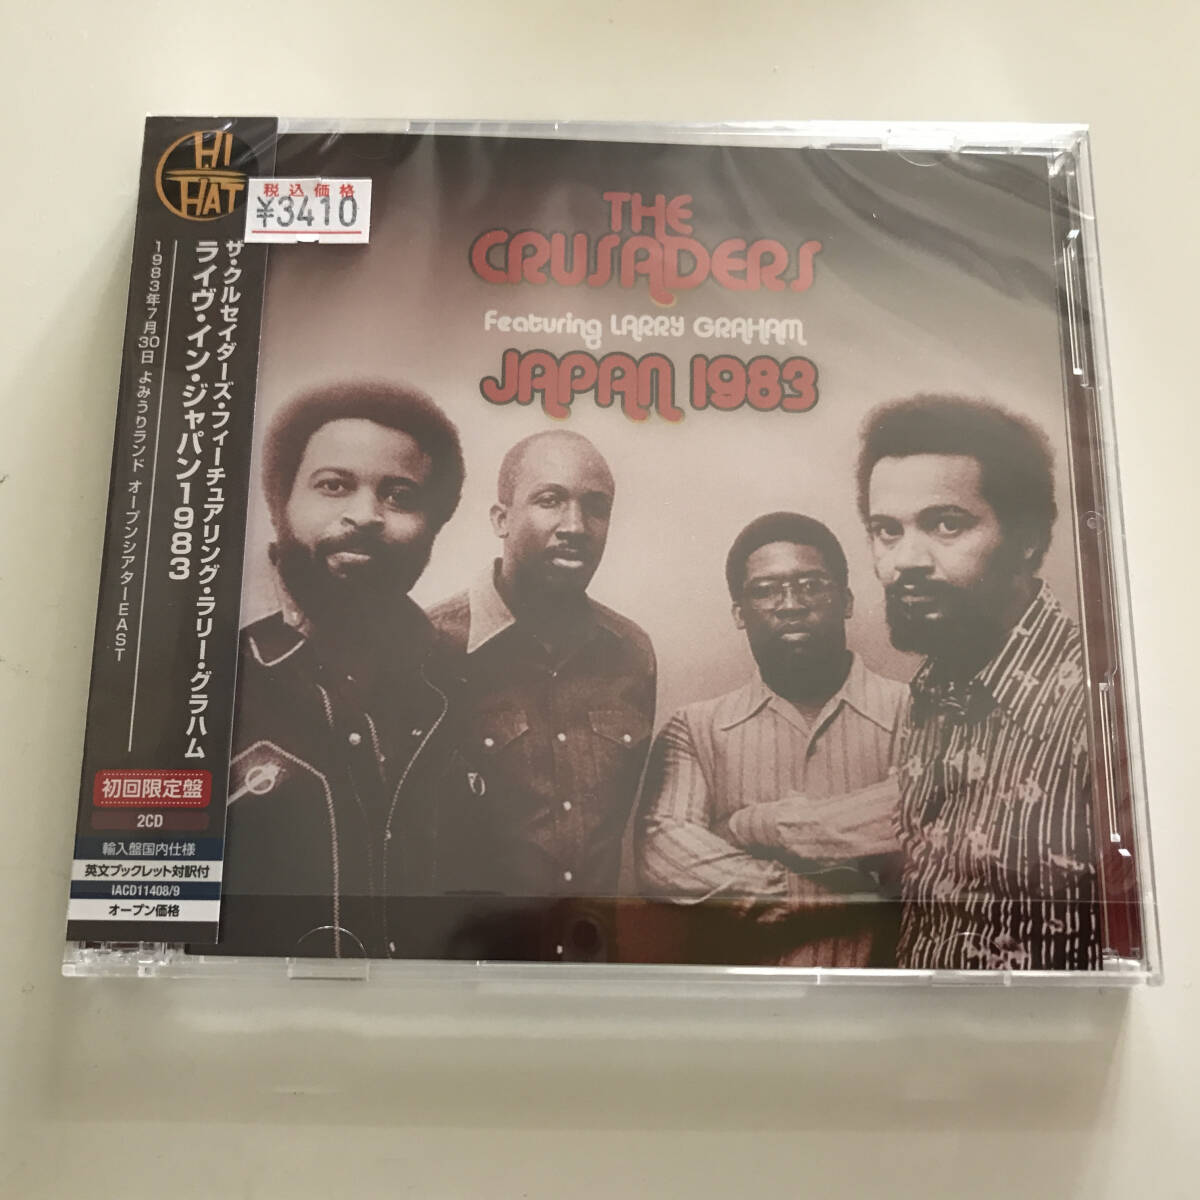 HI
HAT
税込価格
¥3410
ザ・クルセイダーズ・フィーチュアリング・ラリー・グラハム
ライヴ・イン・ジャパン1983
1983年7月30日 よみうりランド オープンシアターEAST
初回限定盤
2CD
輸入盤国内仕様
英文ブックレット対訳付
IACD11408/9
オープン価格
THE
CRUSADERS
Featuring LARRY GRAHAM
JAPAN 1983